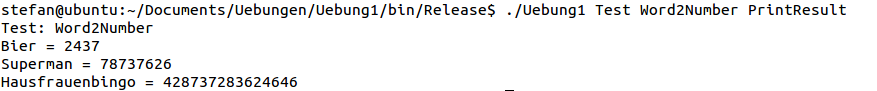 stefan@ubuntu:~/Documents/Uebungen/Uebung1/bin/Release$ ./Uebung1 Test Word2Number PrintResult
Test: Word2Number
Bier = 2437
Superman = 78737626
Hausfrauenbingo = 428737283624646